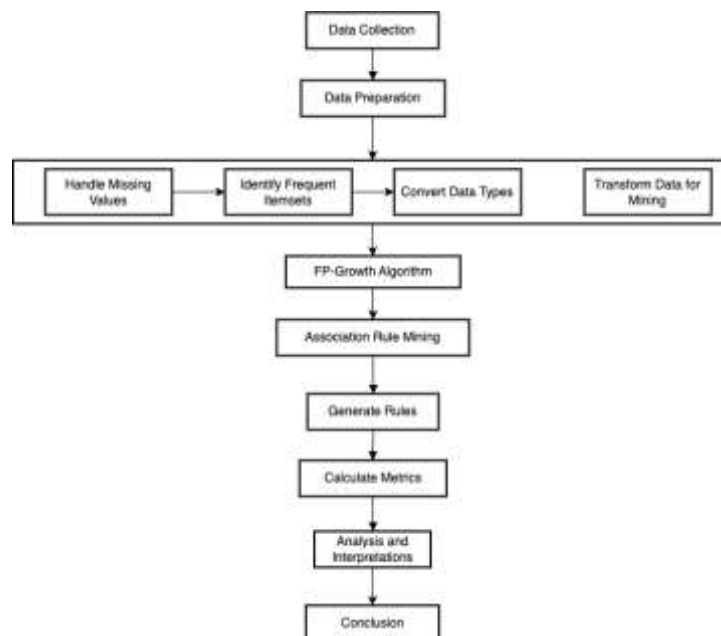 Data Collection
Data Preparation
Handle Missing
Values
Identify Frequent
Itemsets
Convert Data Types
Transform Data for
Mining
FP-Growth Algorithm
Association Rule Mining
Generate Rules
Calculate Metrics
Analysis and
Interpretations
Conclusion